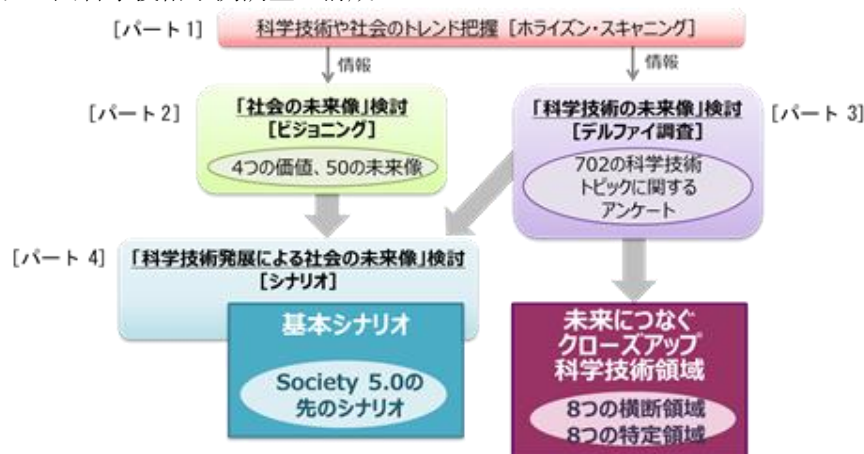 [パート 1]
科学技術や社会のトレンド把握 [ホライズン・スキャニング]
情報
情報
[パート 2]
「社会の未来像」検討
[ビジョニング]
4つの価値、50の未来像
「科学技術の未来像」検討
[デルファイ調査]
702の科学技術
トピックに関する
アンケート
[パート 3]
[パート 4]
「科学技術発展による社会の未来像」検討
[シナリオ]
基本シナリオ
Society 5.0の
先のシナリオ
未来につなぐ
クローズアップ
科学技術領域
8つの横断領域
8つの特定領域